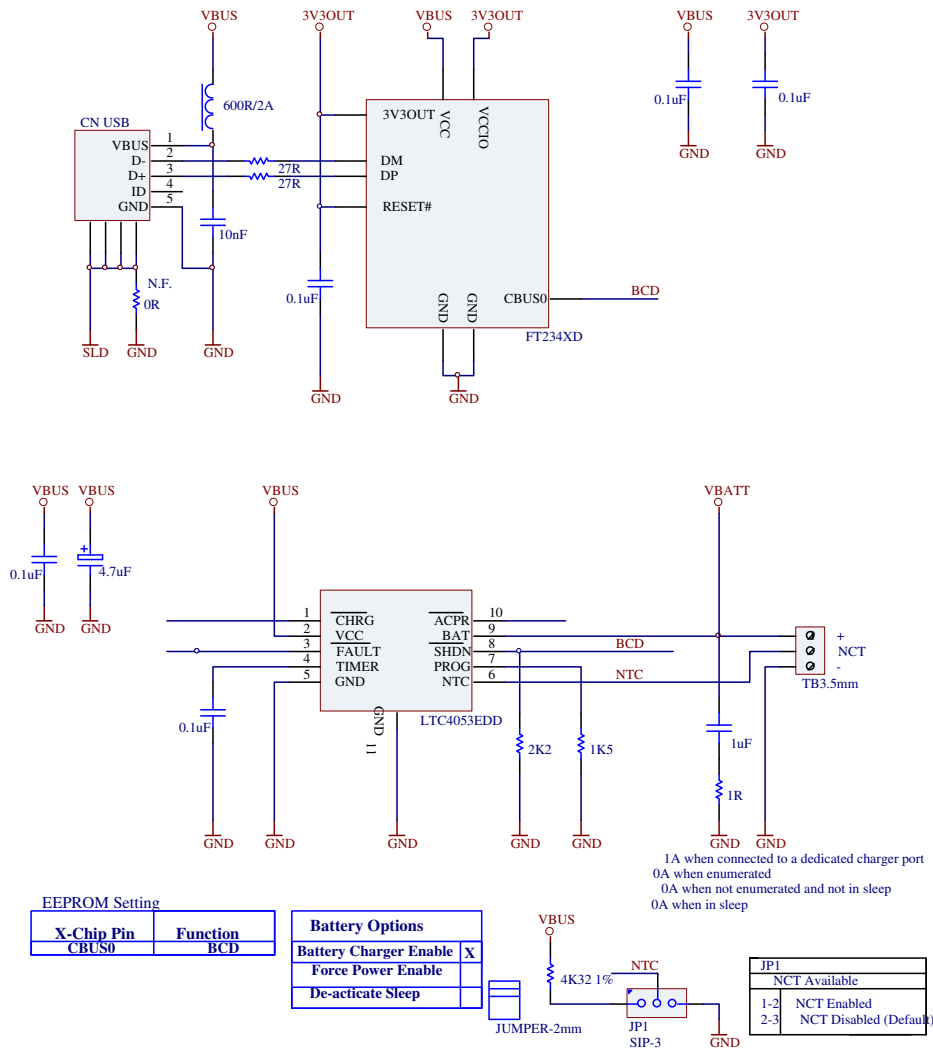 VBUS 3V3OUT VBUS 3V3OUT VBUS 3V3OUT
600R/2A
0.1uF 0.1uF
GND GND
CN USB
VBUS 1
D- 2
D+ 3
ID 4
GND 5
27R
27R
10nF
N.F.
0R
SLD GND GND
0.1uF
GND
3V3OUT
VCC
VCCIO
DM
DP
RESET#
CBUS0 BCD
GND
GND
FT234XD
GND
VBUS VBUS VBUS VBATT
0.1uF
+
4.7uF
GND GND
1 CHRG
2 VCC
3 FAULT
4 TIMER
5 GND
ACPR 10
BAT 9
SHDN 8 BCD
PROG 7
NTC 6 NTC
GND 11
LTC4053EDD
0.1uF
2K2
1K5
1uF
1R
+
NCT
-
TB3.5mm
GND GND GND GND GND GND GND
1A when connected to a dedicated charger port
0A when enumerated
0A when not enumerated and not in sleep
0A when in sleep
EEPROM Setting
X-Chip Pin Function
CBUS0 BCD
Battery Options
Battery Charger Enable X
Force Power Enable
De-acticate Sleep
JUMPER-2mm
VBUS
4K32 1%
NTC
JP1
SIP-3
GND
JP1
NCT Available
1-2 NCT Enabled
2-3 NCT Disabled (Default)